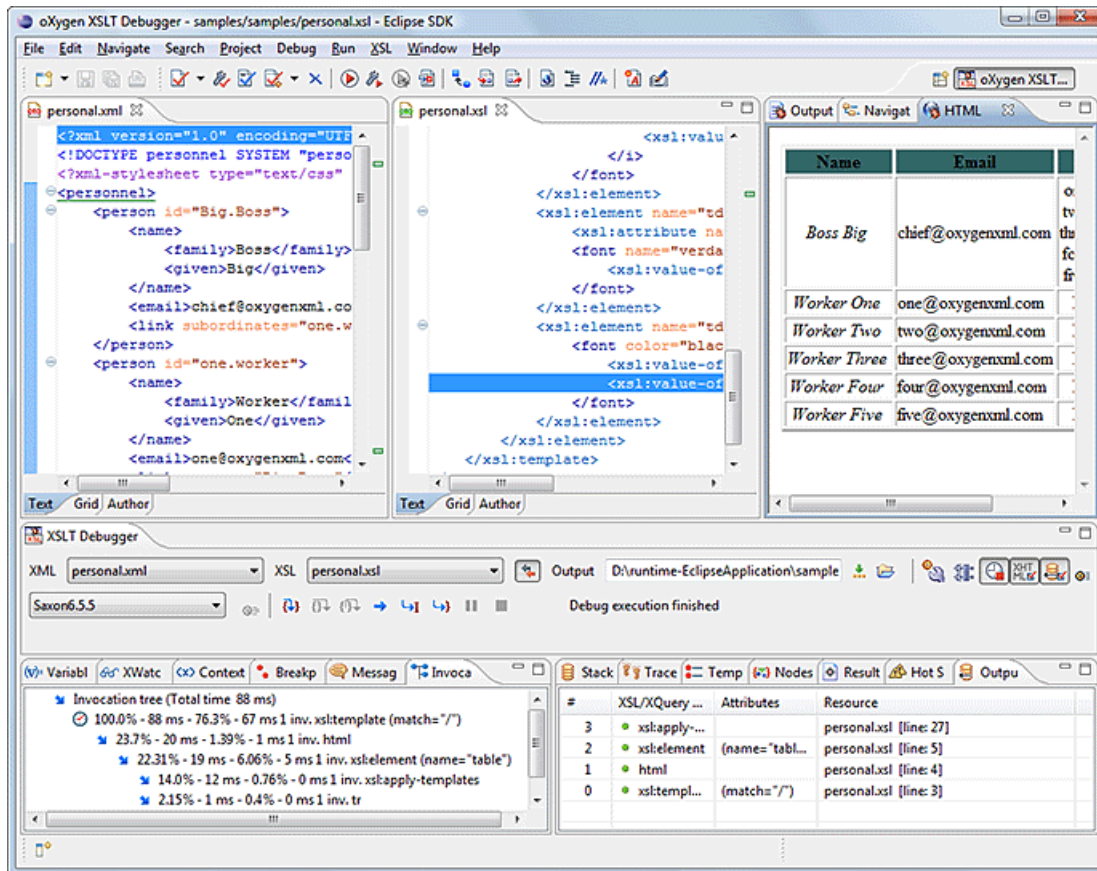 oXygen XSLT Debugger - samples/samples/personal.xsl - Eclipse SDK
File Edit Navigate Search Project Debug Run XSL Window Help
oXygen XSLT...
personal.xml
<?xml version="1.0" encoding="UTF
<!DOCTYPE personnel SYSTEM "perso
<?xml-stylesheet type="text/css"
<personnel>
<person id="Big.Boss">
<name>
<family>Boss</family>
<given>Big</given>
</name>
<email>chief@oxygenxml.co
<link subordinates="one.w
</person>
<person id="one.worker">
<name>
<family>Worker</famil
<given>One</given>
</name>
<email>one@oxygenxml.com<
Text Grid Author
personal.xsl
<xsl:valu
</i>
</font>
</xsl:element>
<xsl:element name="td
<xsl:attribute na
<font name="verda
<xsl:value-of
</font>
</xsl:element>
<xsl:element name="td
<font color="blac
<xsl:value-of
<xsl:value-of
</font>
</xsl:element>
</xsl:element>
</xsl:template>
Text Grid Author
Output Navigat HTML
Name Email
Boss Big chief@oxygenxml.com
Worker One one@oxygenxml.com
Worker Two two@oxygenxml.com
Worker Three three@oxygenxml.com
Worker Four four@oxygenxml.com
Worker Five five@oxygenxml.com
XSLT Debugger
XML personal.xml XSL personal.xsl Output D:\runtime-EclipseApplication\sample
Saxon6.5.5 Debug execution finished
Variabl XWatc Context Breakp Messag Invoca
Invocation tree (Total time 88 ms)
100.0% - 88 ms - 76.3% - 67 ms 1 inv. xsl:template (match="/")
23.7% - 20 ms - 1.39% - 1 ms 1 inv. html
22.31% - 19 ms - 6.06% - 5 ms 1 inv. xsl:element (name="table")
14.0% - 12 ms - 0.76% - 0 ms 1 inv. xsl:apply-templates
2.15% - 1 ms - 0.4% - 0 ms 1 inv. tr
Stack Trace Temp Nodes Result Hot S Outpu
# XSL/XQuery ... Attributes Resource
3 xsl:apply-... personal.xsl [line: 27]
2 xsl:element (name="tabl... personal.xsl [line: 5]
1 html personal.xsl [line: 4]
0 xsl:templ... (match="/") personal.xsl [line: 3]